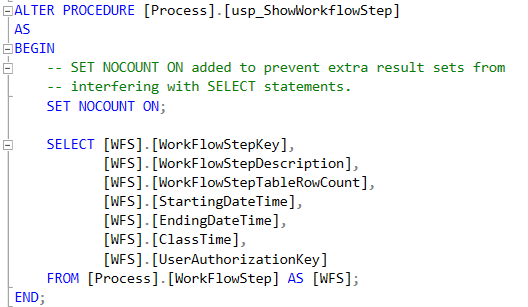 ALTER PROCEDURE [Process].[usp_ShowWorkflowStep]
AS
BEGIN
    -- SET NOCOUNT ON added to prevent extra result sets from
    -- interfering with SELECT statements.
    SET NOCOUNT ON;

    SELECT [WFS].[WorkFlowStepKey],
           [WFS].[WorkFlowStepDescription],
           [WFS].[WorkFlowStepTableRowCount],
           [WFS].[StartingDateTime],
           [WFS].[EndingDateTime],
           [WFS].[ClassTime],
           [WFS].[UserAuthorizationKey]
    FROM [Process].[WorkFlowStep] AS [WFS];
END;